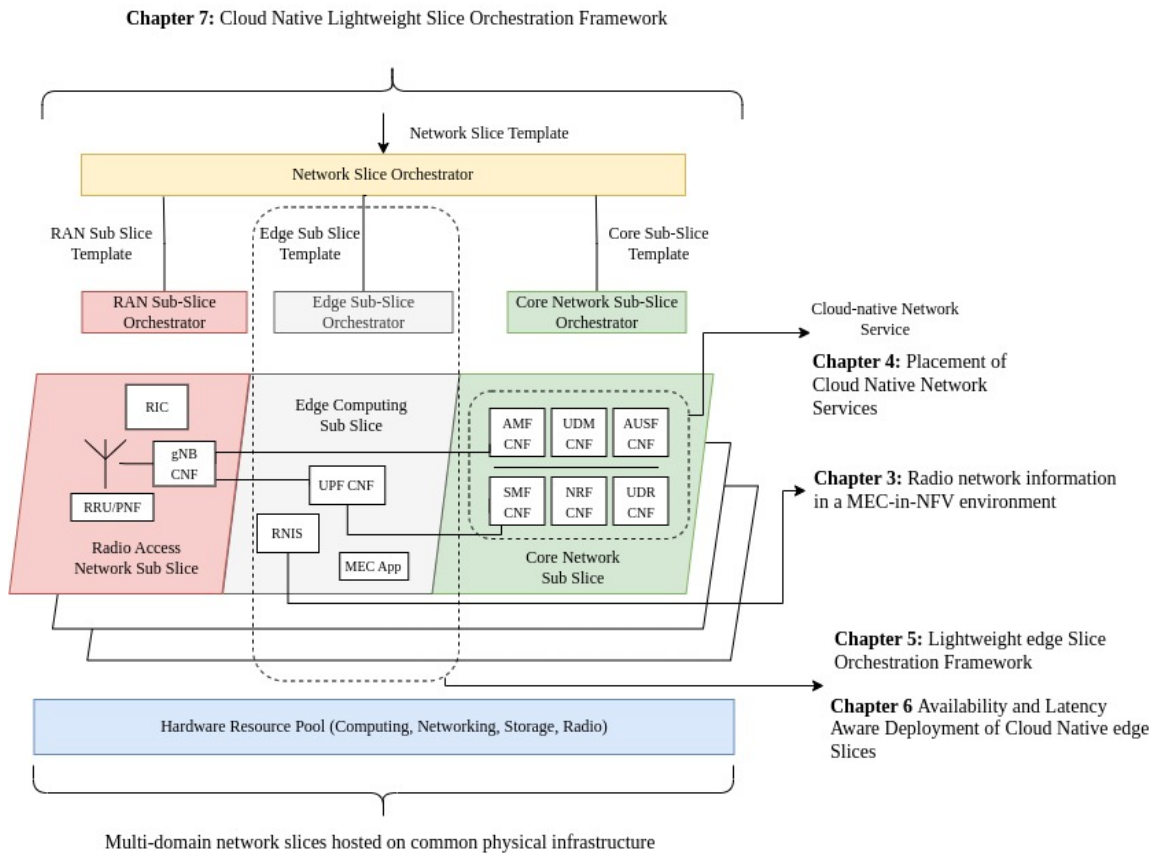 Chapter 7: Cloud Native Lightweight Slice Orchestration Framework
Network Slice Template
Network Slice Orchestrator
RAN Sub Slice
Template
Edge Sub Slice
Template
Core Sub-Slice
Template
RAN Sub-Slice
Orchestrator
Edge Sub-Slice
Orchestrator
Core Network Sub-Slice
Orchestrator
Cloud-native Network
Service
Chapter 4: Placement of
Cloud Native Network
Services
RIC
gNB
CNF
RRU/PNF
Radio Access
Network Sub Slice
Edge Computing
Sub Slice
UPF CNF
RNIS
MEC App
AMF
CNF
UDM
CNF
AUSF
CNF
SMF
CNF
NRF
CNF
UDR
CNF
Core Network
Sub Slice
Chapter 3: Radio network information
in a MEC-in-NFV environment
Chapter 5: Lightweight edge Slice
Orchestration Framework
Chapter 6 Availability and Latency
Aware Deployment of Cloud Native edge
Slices
Hardware Resource Pool (Computing, Networking, Storage, Radio)
Multi-domain network slices hosted on common physical infrastructure